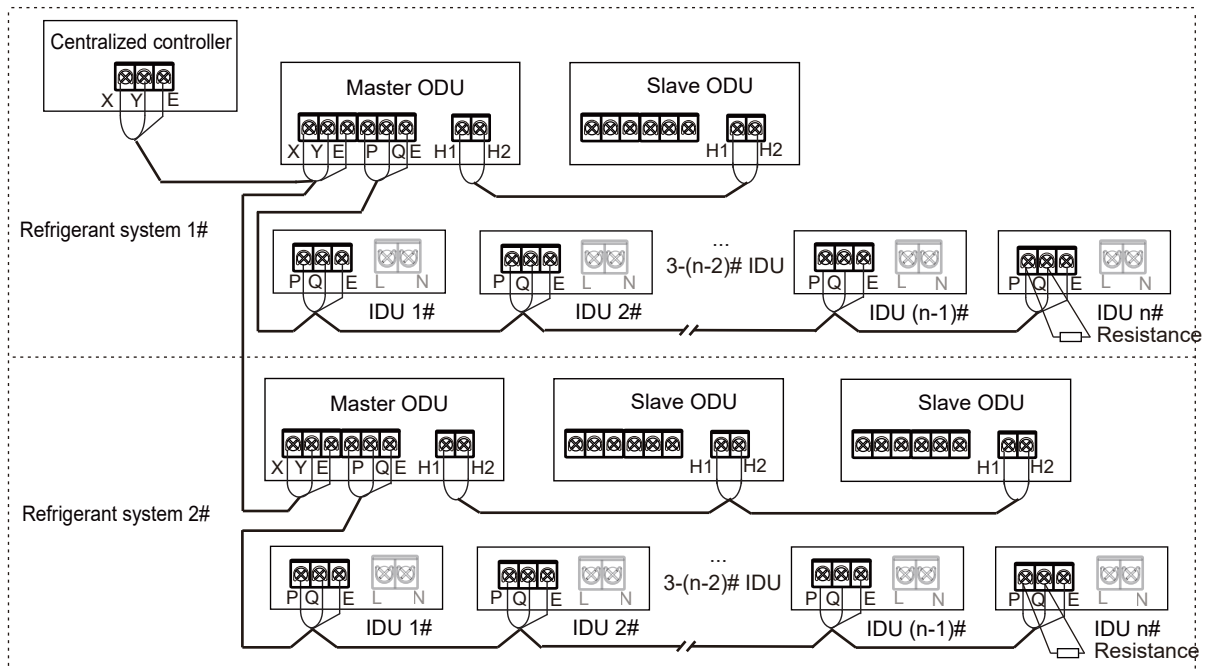 Centralized controller
X Y E
Master ODU
Slave ODU
X Y E P Q E H1 H2
H1 H2
Refrigerant system 1#
P Q E L N
IDU 1#
P Q E L N
IDU 2#
...
3-(n-2)# IDU
P Q E L N
IDU (n-1)#
P Q E L N
IDU n#
Resistance
Master ODU
Slave ODU
Slave ODU
X Y E P Q E H1 H2
H1 H2
H1 H2
Refrigerant system 2#
P Q E L N
IDU 1#
P Q E L N
IDU 2#
...
3-(n-2)# IDU
P Q E L N
IDU (n-1)#
P Q E L N
IDU n#
Resistance